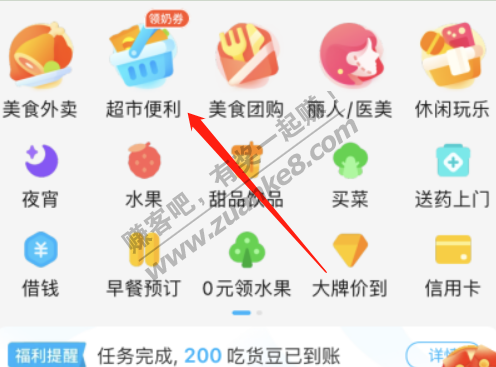 领奶券
美食外卖 超市便利 美食团购 丽人/医美 休闲玩乐
夜宵 水果 甜品饮品 买菜 送药上门
赚客吧,有奖一起赚!
www.zuanke8.com
借钱 早餐预订 0元领水果 大牌价到 信用卡
福利提醒 任务完成, 200 吃货豆已到账